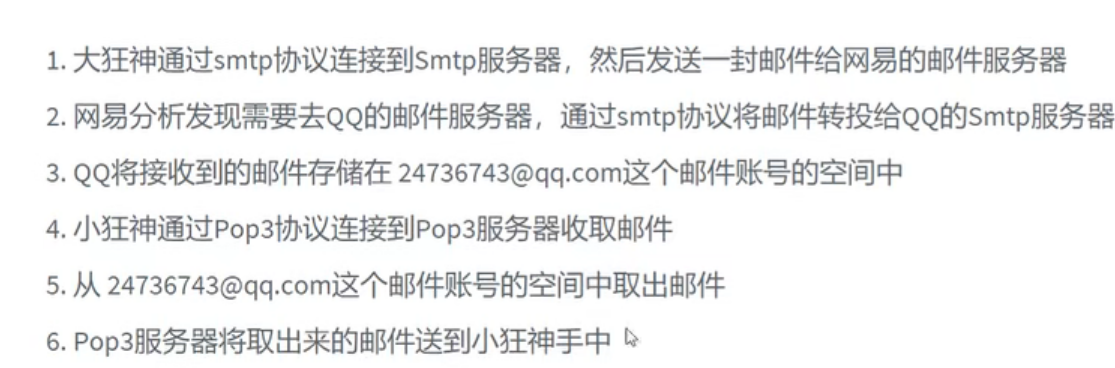 1. 大狂神通过smtp协议连接到Smtp服务器，然后发送一封邮件给网易的邮件服务器
2. 网易分析发现需要去QQ的邮件服务器，通过smtp协议将邮件转投给QQ的Smtp服务器
3. QQ将接收到的邮件存储在 24736743@qq.com这个邮件账号的空间中
4. 小狂神通过Pop3协议连接到Pop3服务器收取邮件
5. 从 24736743@qq.com这个邮件账号的空间中取出邮件
6. Pop3服务器将取出来的邮件送到小狂神手中